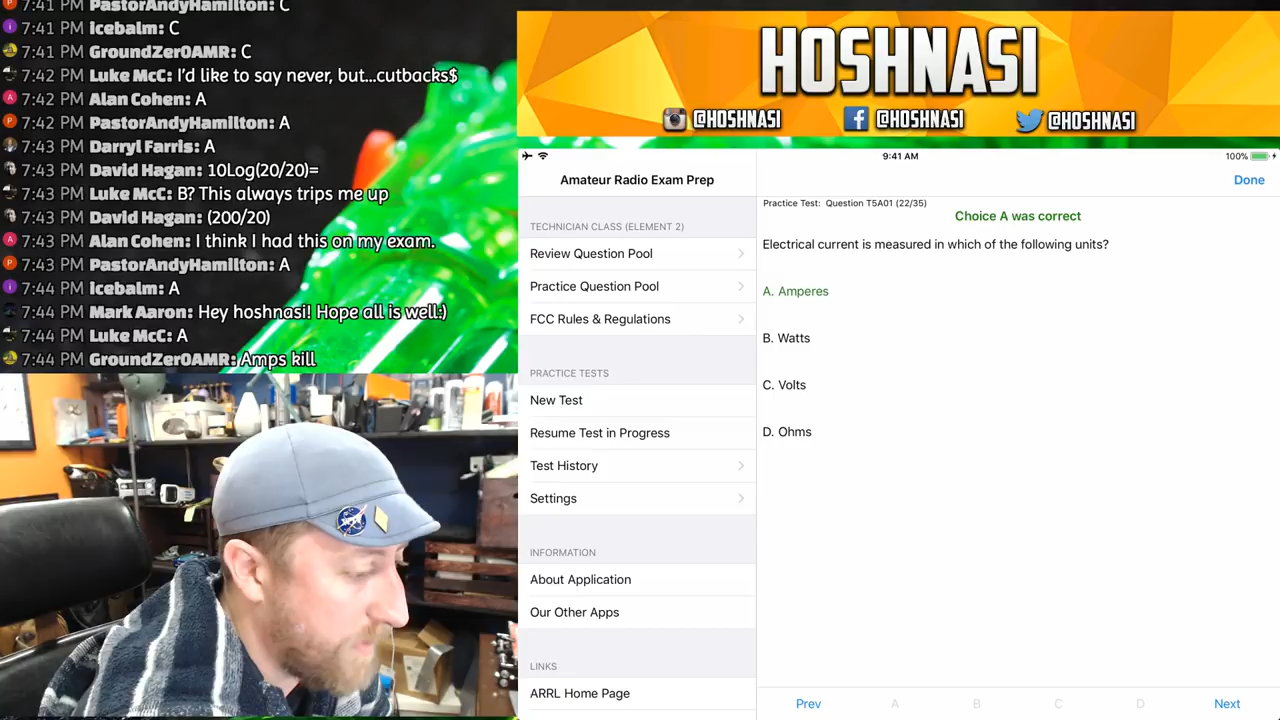 7:41 PM PastorAndyHamilton: C
7:41 PM icebalm: C
7:41 PM GroundZer0AMR: C
7:42 PM Luke McC: I'd like to say never, but...cutbacks$
7:42 PM Alan Cohen: A
7:42 PM PastorAndyHamilton: A
7:43 PM Darryl Farris: A
7:43 PM David Hagan: 10Log(20/20)=
7:43 PM Luke McC: B? This always trips me up
7:43 PM David Hagan: (200/20)
7:43 PM Alan Cohen: I think I had this on my exam.
7:43 PM PastorAndyHamilton: A
7:44 PM icebalm: A
7:44 PM Mark Aaron: Hey hoshnasi! Hope all is well:)
7:44 PM Luke McC: A
7:44 PM GroundZer0AMR: Amps kill
HOSHNASI
@HOSHNASI @HOSHNASI @HOSHNASI
9:41 AM 100%
Amateur Radio Exam Prep
TECHNICIAN CLASS (ELEMENT 2)
Review Question Pool
Practice Question Pool
FCC Rules & Regulations
PRACTICE TESTS
New Test
Resume Test in Progress
Test History
Settings
INFORMATION
About Application
Our Other Apps
LINKS
ARRL Home Page
Done
Practice Test: Question T5A01 (22/35)
Choice A was correct
Electrical current is measured in which of the following units?
A. Amperes
B. Watts
C. Volts
D. Ohms
Prev A B C D Next